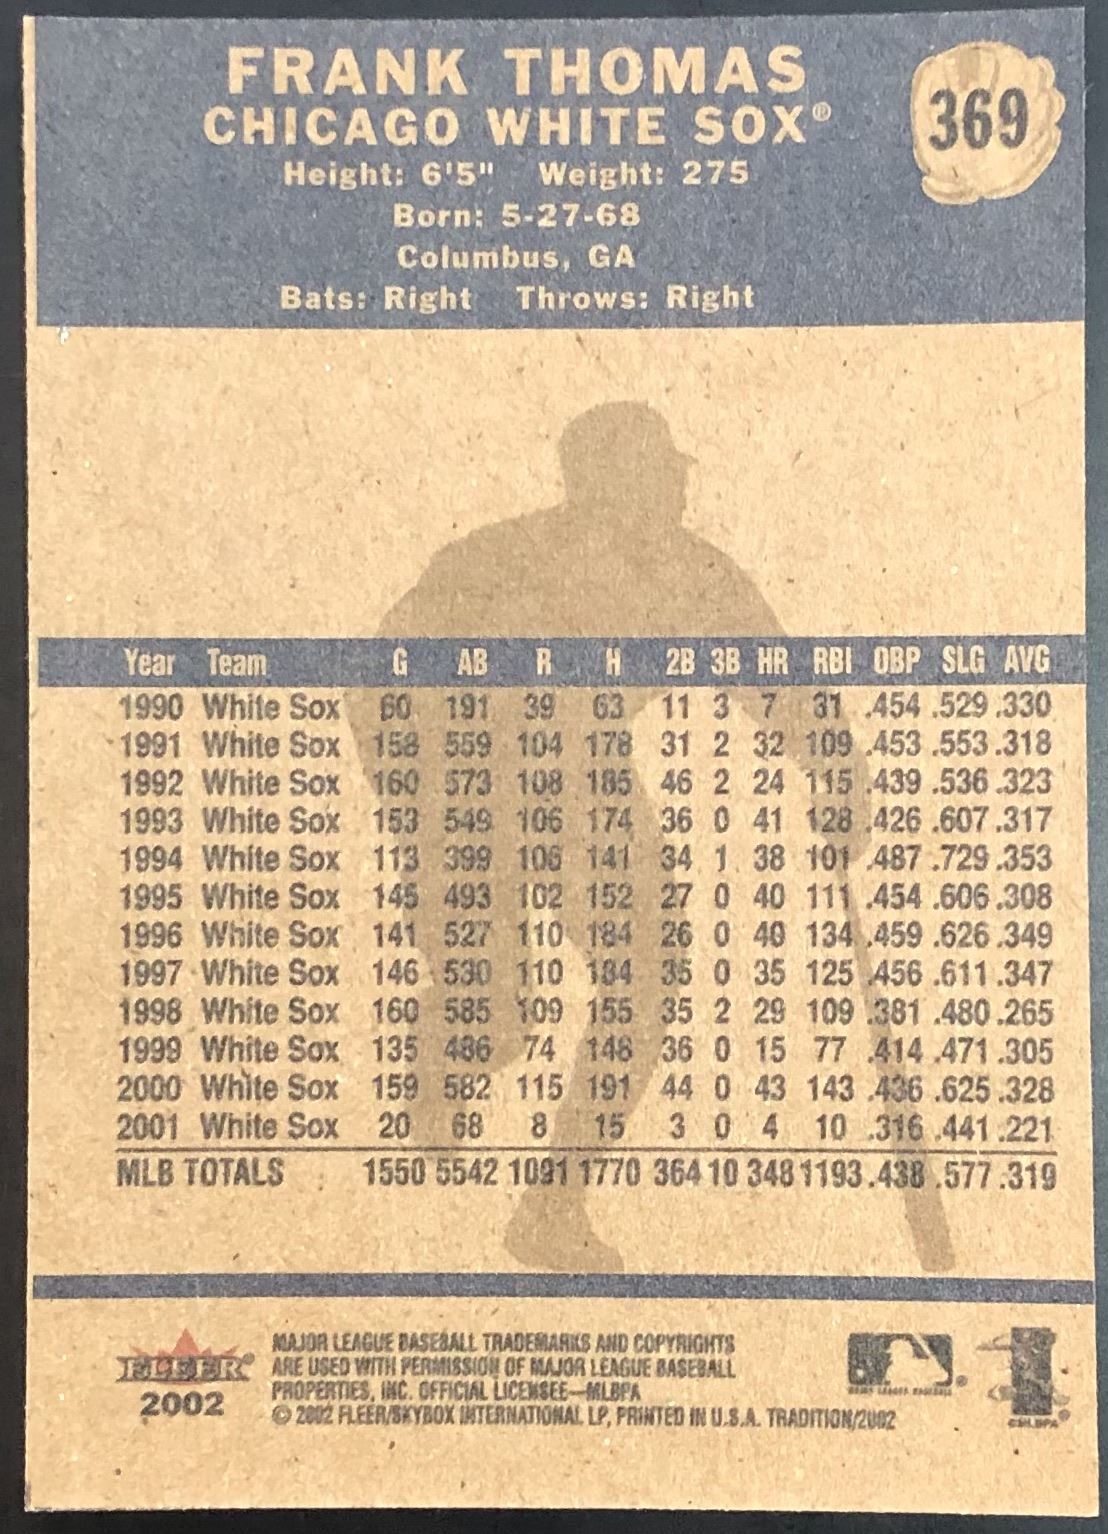 FRANK THOMAS
369
CHICAGO WHITE SOX®
Height: 6'5" Weight: 275
Born: 5-27-68
Columbus, GA
Bats: Right Throws: Right
Year Team G AB R H 2B 3B HR RBI OBP SLG AVG
1990 White Sox 60 191 39 63 11 3 7 31 .454 .529 .330
1991 White Sox 158 559 104 178 31 2 32 109 .453 .553 .318
1992 White Sox 160 573 108 185 46 2 24 115 .439 .536 .323
1993 White Sox 153 549 106 174 36 0 41 128 .426 .607 .317
1994 White Sox 113 399 106 141 34 1 38 101 .487 .729 .353
1995 White Sox 145 493 102 152 27 0 40 111 .454 .606 .308
1996 White Sox 141 527 110 184 26 0 40 134 .459 .626 .349
1997 White Sox 146 530 110 184 35 0 35 125 .456 .611 .347
1998 White Sox 160 585 109 155 35 2 29 109 .381 .480 .265
1999 White Sox 135 486 74 148 36 0 15 77 .414 .471 .305
2000 White Sox 159 582 115 191 44 0 43 143 .436 .625 .328
2001 White Sox 20 68 8 15 3 0 4 10 .316 .441 .221
MLB TOTALS 1550 5542 1091 1770 364 10 348 1193 .438 .577 .319
FLEER®
2002
MAJOR LEAGUE BASEBALL TRADEMARKS AND COPYRIGHTS
ARE USED WITH PERMISSION OF MAJOR LEAGUE BASEBALL
PROPERTIES, INC. OFFICIAL LICENSEE—MLBPA
© 2002 FLEER/SKYBOX INTERNATIONAL LP, PRINTED IN U.S.A. TRADITION/2002
MAJOR LEAGUE BASEBALL
©MLBPA